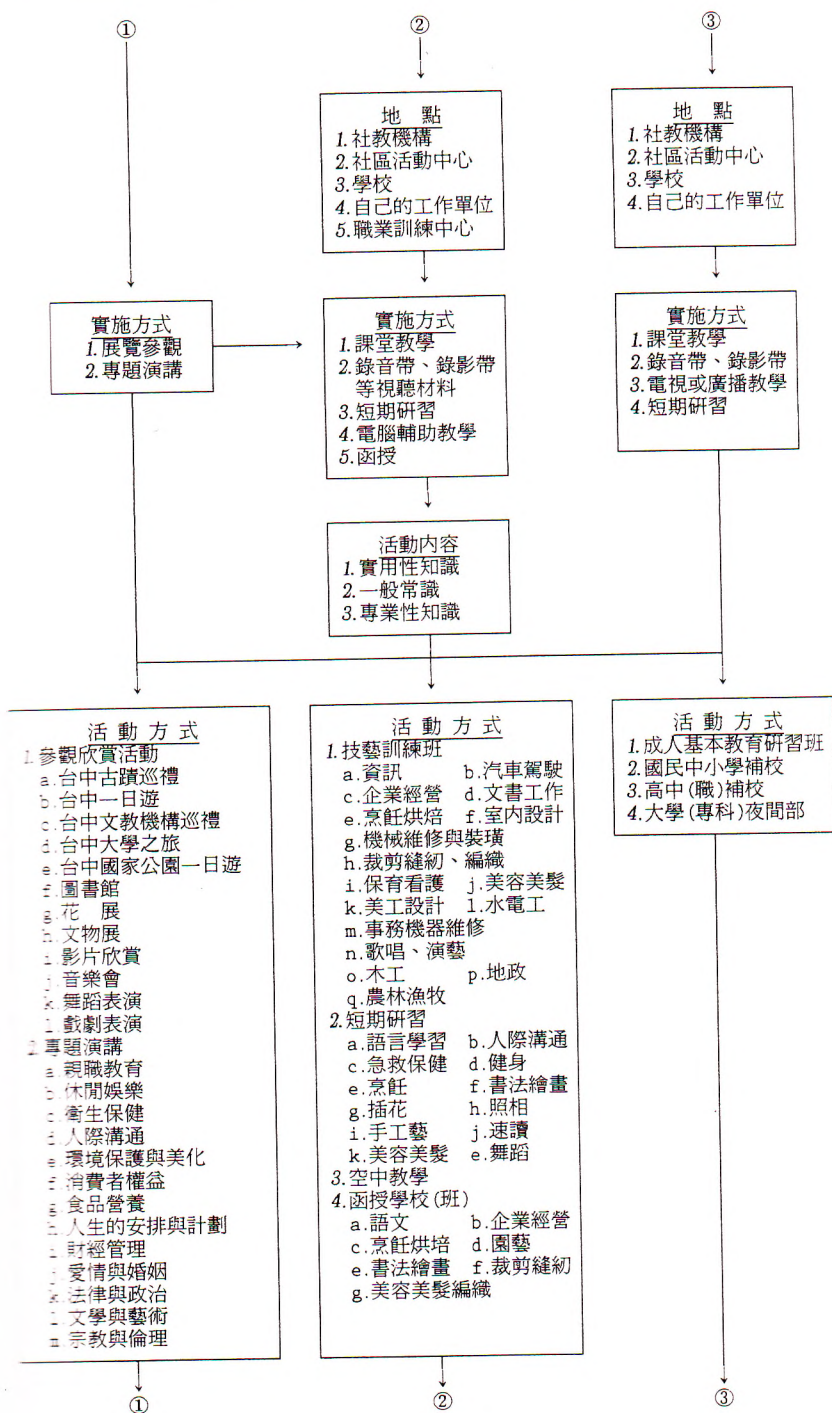 ①
②
③
地 點
1.社教機構
2.社區活動中心
3.學校
4.自己的工作單位
5.職業訓練中心
地 點
1.社教機構
2.社區活動中心
3.學校
4.自己的工作單位
實施方式
1.展覽參觀
2.專題演講
實施方式
1.課堂教學
2.錄音帶、錄影帶
等視聽材料
3.短期研習
4.電腦輔助教學
5.函授
實施方式
1.課堂教學
2.錄音帶、錄影帶
3.電視或廣播教學
4.短期研習
活動内容
1.實用性知識
2.一般常識
3.專業性知識
活動方式
1.參觀欣賞活動
a.台中古蹟巡禮
b.台中一日遊
c.台中文教機構巡禮
d.台中大學之旅
e.台中國家公園一日遊
f.圖書館
g.花 展
h.文物展
i.影片欣賞
j.音樂會
k.舞蹈表演
l.戲劇表演
2.專題演講
a.親職教育
b.休閒娛樂
c.衛生保健
d.人際溝通
e.環境保護與美化
f.消費者權益
g.食品營養
h.人生的安排與計劃
i.財經管理
j.愛情與婚姻
k.法律與政治
l.文學與藝術
m.宗教與倫理
活動方式
1.技藝訓練班
a.資訊 b.汽車駕駛
c.企業經營 d.文書工作
e.烹飪烘焙 f.室内設計
g.機械維修與裝璜
h.裁剪縫紉、編織
i.保育看護 j.美容美髮
k.美工設計 l.水電工
m.事務機器維修
n.歌唱、演藝
o.木工 p.地政
q.農林漁牧
2.短期研習
a.語言學習 b.人際溝通
c.急救保健 d.健身
e.烹飪 f.書法繪畫
g.插花 h.照相
i.手工藝 j.速讀
k.美容美髮 e.舞蹈
3.空中教學
4.函授學校(班)
a.語文 b.企業經營
c.烹飪烘培 d.園藝
e.書法繪畫 f.裁剪縫紉
g.美容美髮編織
活動方式
1.成人基本教育研習班
2.國民中小學補校
3.高中(職)補校
4.大學(專科)夜間部
①
②
③